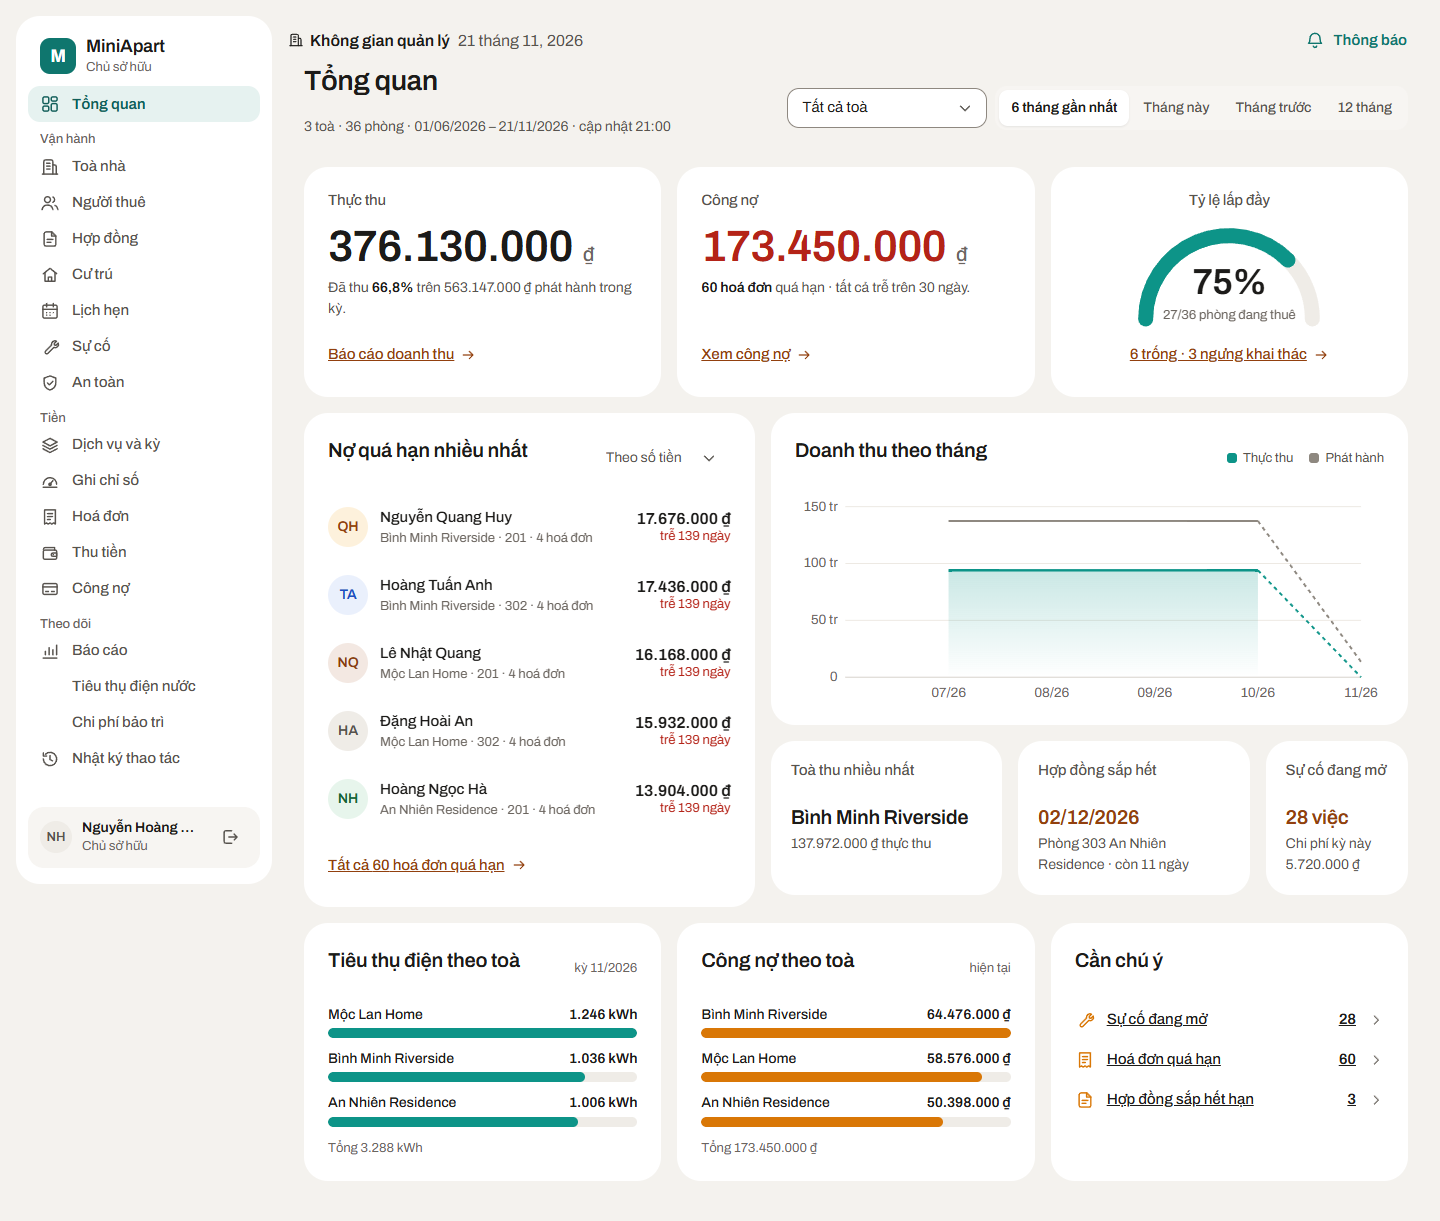 M
MiniApart
Chủ sở hữu
Tổng quan
Vận hành
Toà nhà
Người thuê
Hợp đồng
Cư trú
Lịch hẹn
Sự cố
An toàn
Tiền
Dịch vụ và kỳ
Ghi chỉ số
Hoá đơn
Thu tiền
Công nợ
Theo dõi
Báo cáo
Tiêu thụ điện nước
Chi phí bảo trì
Nhật ký thao tác
NH
Nguyễn Hoàng ...
Chủ sở hữu
Không gian quản lý 21 tháng 11, 2026
Thông báo
Tổng quan
3 toà · 36 phòng · 01/06/2026 – 21/11/2026 · cập nhật 21:00
Tất cả toà
6 tháng gần nhất
Tháng này
Tháng trước
12 tháng
Thực thu
376.130.000 ₫
Đã thu 66,8% trên 563.147.000 ₫ phát hành trong
kỳ.
Báo cáo doanh thu →
Công nợ
173.450.000 ₫
60 hoá đơn quá hạn · tất cả trễ trên 30 ngày.
Xem công nợ →
Tỷ lệ lấp đầy
75%
27/36 phòng đang thuê
6 trống · 3 ngưng khai thác →
Nợ quá hạn nhiều nhất
Theo số tiền
QH
Nguyễn Quang Huy
17.676.000 ₫
Bình Minh Riverside · 201 · 4 hoá đơn
trễ 139 ngày
TA
Hoàng Tuấn Anh
17.436.000 ₫
Bình Minh Riverside · 302 · 4 hoá đơn
trễ 139 ngày
NQ
Lê Nhật Quang
16.168.000 ₫
Mộc Lan Home · 201 · 4 hoá đơn
trễ 139 ngày
HA
Đặng Hoài An
15.932.000 ₫
Mộc Lan Home · 302 · 4 hoá đơn
trễ 139 ngày
NH
Hoàng Ngọc Hà
13.904.000 ₫
An Nhiên Residence · 201 · 4 hoá đơn
trễ 139 ngày
Tất cả 60 hoá đơn quá hạn →
Doanh thu theo tháng
Thực thu
Phát hành
150 tr
100 tr
50 tr
0
07/26
08/26
09/26
10/26
11/26
Toà thu nhiều nhất
Bình Minh Riverside
137.972.000 ₫ thực thu
Hợp đồng sắp hết
02/12/2026
Phòng 303 An Nhiên
Residence · còn 11 ngày
Sự cố đang mở
28 việc
Chi phí kỳ này
5.720.000 ₫
Tiêu thụ điện theo toà
kỳ 11/2026
Mộc Lan Home
1.246 kWh
Bình Minh Riverside
1.036 kWh
An Nhiên Residence
1.006 kWh
Tổng 3.288 kWh
Công nợ theo toà
hiện tại
Bình Minh Riverside
64.476.000 ₫
Mộc Lan Home
58.576.000 ₫
An Nhiên Residence
50.398.000 ₫
Tổng 173.450.000 ₫
Cần chú ý
Sự cố đang mở
28
Hoá đơn quá hạn
60
Hợp đồng sắp hết hạn
3